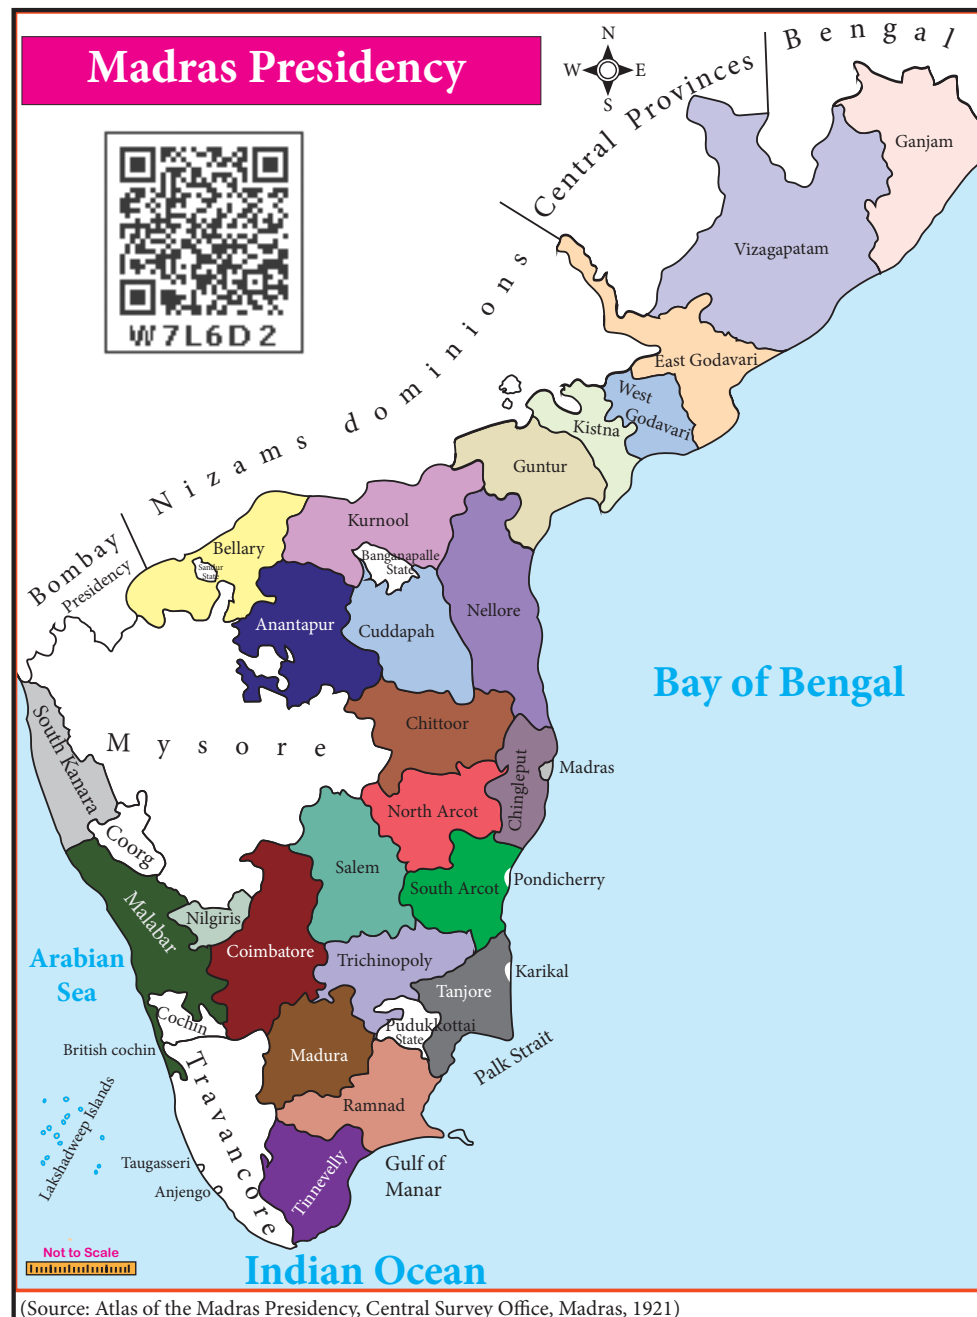 Madras Presidency
N
W E
S
W7L6D2
Bengal
Central Provinces
Nizams dominions
Bombay
Presidency
Ganjam
Vizagapatam
East Godavari
West
Godavari
Kistna
Guntur
Kurnool
Bellary
Sandur
State
Banganapalle
State
Anantapur
Cuddapah
Nellore
Bay of Bengal
South Kanara
Mysore
Chittoor
Chingleput
Madras
North Arcot
Coorg
Salem
South Arcot
Pondicherry
Malabar
Nilgiris
Coimbatore
Trichinopoly
Arabian
Sea
Karikal
Tanjore
Cochin
Pudukkottai
State
British cochin
Madura
Palk Strait
Travancore
Ramnad
Lakshadweep Islands
Taugasseri
Anjengo
Tinnevelly
Gulf of
Manar
Not to Scale
Indian Ocean
(Source: Atlas of the Madras Presidency, Central Survey Office, Madras, 1921)